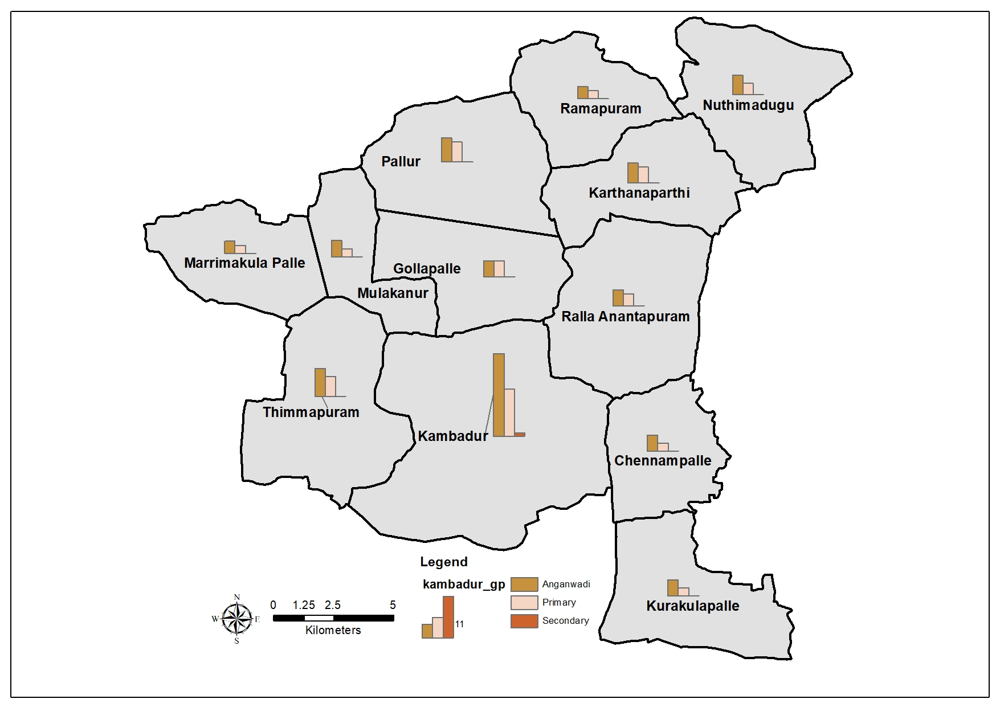 Ramapuram
Nuthimadugu
Pallur
Karthanaparthi
Marrimakula Palle
Gollapalle
Mulakanur
Ralla Anantapuram
Thimmapuram
Kambadur
Chennampalle
Kurakulapalle
Legend
kambadur_gp
11
Anganwadi
Primary
Secondary
N
W E
S
0 1.25 2.5 5
Kilometers